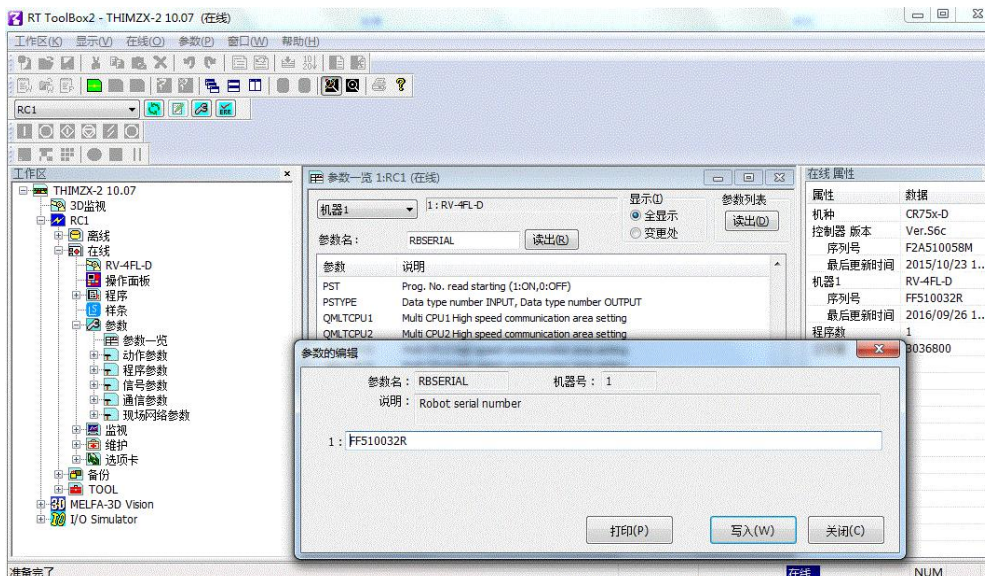 RT ToolBox2 - THIMZX-2 10.07 (在线)
工作区(K) 显示(V) 在线(O) 参数(P) 窗口(W) 帮助(H)
RC1
工作区
THIMZX-2 10.07
3D监视
RC1
离线
在线
RV-4FL-D
操作面板
程序
样条
参数
参数一览
动作参数
程序参数
信号参数
通信参数
现场网络参数
监视
维护
选项卡
备份
TOOL
MELFA-3D Vision
I/O Simulator
参数一览 1:RC1 (在线)
机器1 1: RV-4FL-D
显示(I)
全显示
变更处
参数列表
读出(D)
参数名: RBSERIAL 读出(R)
参数 说明
PST Prog. No. read starting (1:ON,0:OFF)
PSTYPE Data type number INPUT, Data type number OUTPUT
QMLTCPU1 Multi CPU1 High speed communication area setting
QMLTCPU2 Multi CPU2 High speed communication area setting
参数的编辑
参数名: RBSERIAL 机器号: 1
说明: Robot serial number
1: FF510032R
打印(P) 写入(W) 关闭(C)
在线 属性
属性 数据
机种 CR75x-D
控制器 版本 Ver.S6c
序列号 F2A510058M
最后更新时间 2015/10/23 1..
机器1 RV-4FL-D
序列号 FF510032R
最后更新时间 2016/09/26 1..
程序数 1
3036800
准备完了 在线 NUM